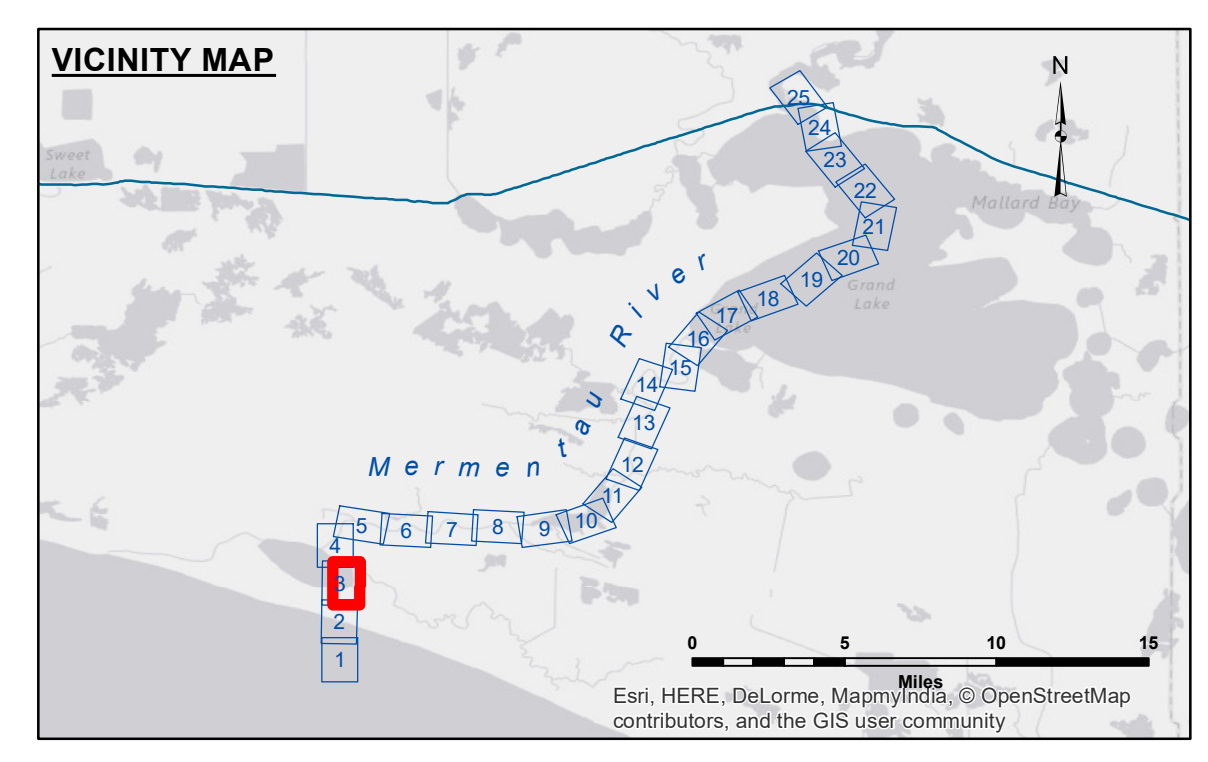 VICINITY MAP
N
25
24
Sweet
Lake
23
22
Mallard Bay
21
20
19
Grand
Lake
18
17
Grand
Lake
16
15
14
13
12
11
10
Mermentau River
9
8
7
6
5
4
3
2
1
0 5 10 15
Miles
Esri, HERE, DeLorme, MapmyIndia, © OpenStreetMap
contributors, and the GIS user community